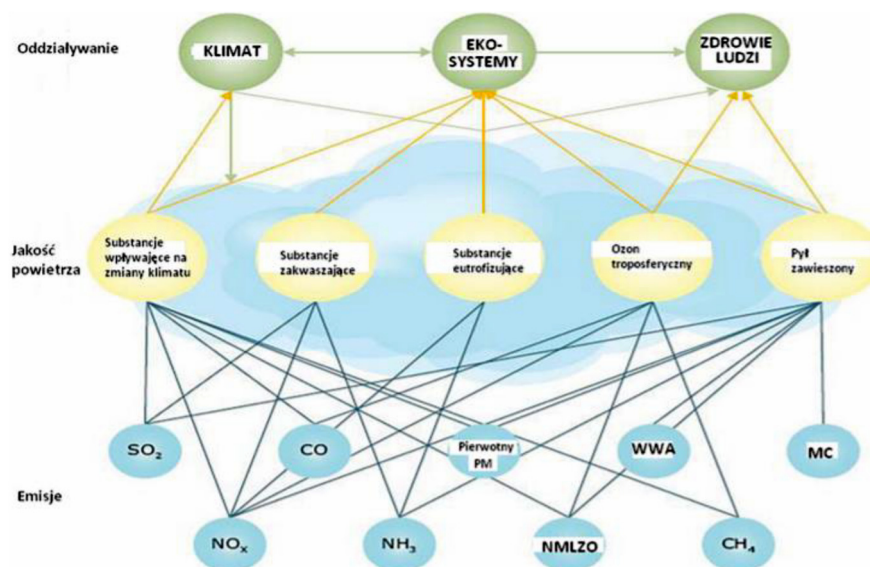 Oddziaływanie
KLIMAT
EKO-
SYSTEMY
ZDROWIE
LUDZI
Jakość
powietrza
Substancje
wpływające na
zmiany klimatu
Substancje
zakwaszające
Substancje
eutrofizujące
Ozon
troposferyczny
Pył
zawieszony
SO₂
CO
Pierwotny
PM
WWA
MC
Emisje
NOₓ
NH₃
NMLZO
CH₄